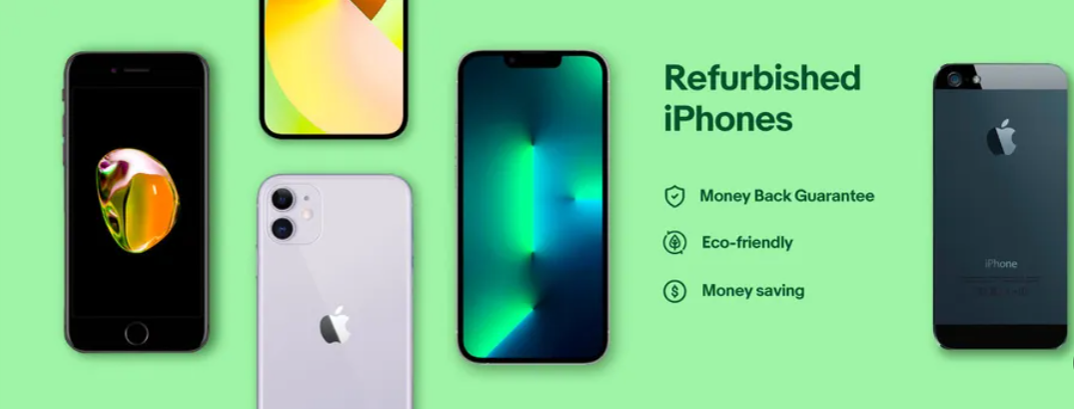 Refurbished
iPhones
Money Back Guarantee
Eco-friendly
Money saving
iPhone